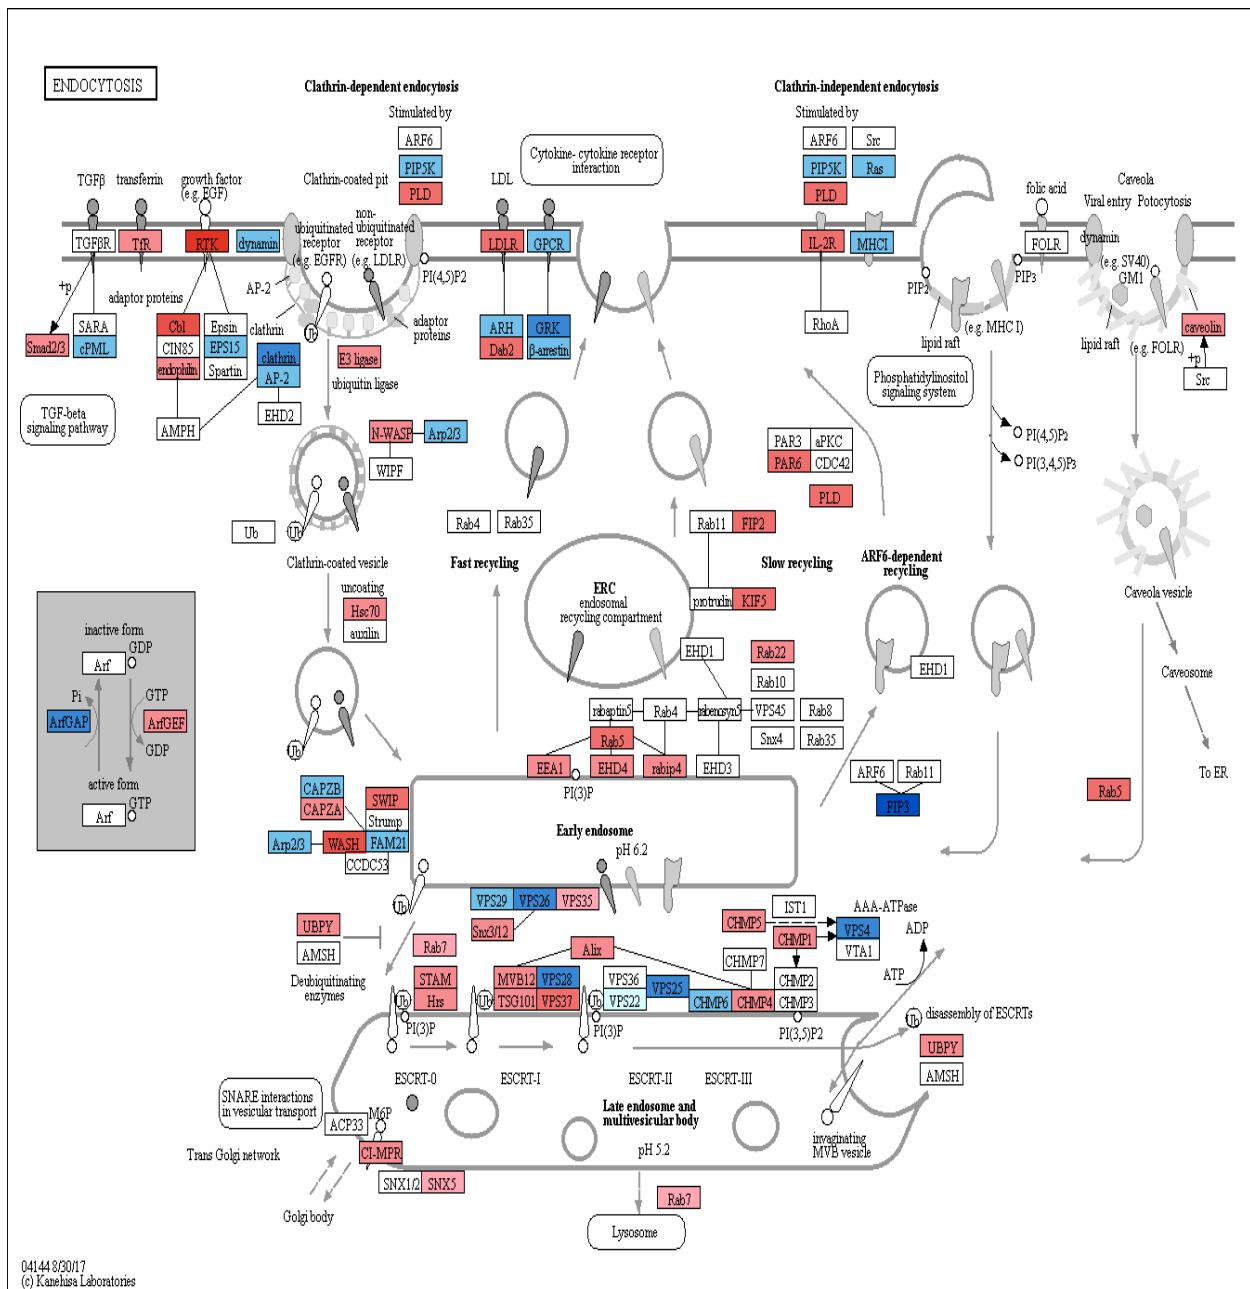 ENDOCYTOSIS
Clathrin-dependent endocytosis
Clathrin-independent endocytosis
Stimulated by
ARF6
PIP5K
PLD
Cytokine- cytokine receptor
interaction
Stimulated by
ARF6
Src
PIP5K
Ras
PLD
TGFβ
transferrin
growth factor
(e.g. EGF)
Clathrin-coated pit
LDL
folic acid
Caveola
Viral entry
Potocytosis
TGFβR
TfR
RTK
dynamin
ubiquitinated
receptor
(e.g. EGFR)
non-
ubiquitinated
receptor
(e.g. LDLR)
PI(4,5)P2
LDLR
GPCR
IL-2R
MHCI
PIP2
PIP3
FOLR
dynamin
(e.g. SV40)
GM1
+p
adaptor proteins
AP-2
clathrin
Ub
adaptor
proteins
Smad2/3
SARA
cPML
Cbl
CIN85
endophilin
Epsin
EPS15
Spartin
clathrin
AP-2
EHD2
AMPH
E3 ligase
ubiquitin ligase
ARH
Dab2
GRK
β-arrestin
RhoA
lipid raft
(e.g. MHC I)
lipid raft
(e.g. FOLR)
caveolin
+p
Src
TGF-beta
signaling pathway
Phosphatidylinositol
signaling system
N-WASP
Arp2/3
WIPF
PAR3
aPKC
PAR6
CDC42
PLD
PI(4,5)P2
PI(3,4,5)P3
Ub
Ub
Rab4
Rab35
Rab11
FIP2
Clathrin-coated vesicle
Fast recycling
Slow recycling
ARF6-dependent
recycling
uncoating
Hsc70
auxilin
ERC
endosomal
recycling compartment
protrudin
KIF5
Caveola vesicle
EHD1
Rab22
Rab10
VPS45
Rab8
Snx4
Rab35
EHD1
Caveosome
inactive form
GDP
Arf
Pi
GTP
ArfGAP
ArfGEF
GDP
active form
GTP
Arf
Ub
rabaptin5
Rab4
rabenosyn5
Rab5
EEA1
EHD4
rabip4
EHD3
PI(3)P
ARF6
Rab11
FIP3
Rab5
To ER
CAPZB
CAPZA
SWIP
Strump
Arp2/3
WASH
FAM21
CCDC53
Early endosome
pH 6.2
Ub
VPS29
VPS26
VPS35
Snx3/12
UBPY
AMSH
Deubiquitinating
enzymes
Rab7
Alix
CHMP5
IST1
CHMP1
AAA-ATPase
VPS4
VTA1
ADP
ATP
STAM
Hrs
Ub
PI(3)P
MVB12
VPS28
TSG101
VPS37
Ub
VPS36
VPS22
VPS25
Ub
PI(3)P
CHMP7
CHMP6
CHMP4
CHMP2
CHMP3
PI(3,5)P2
Ub
disassembly of ESCRTs
UBPY
AMSH
ESCRT-0
ESCRT-I
ESCRT-II
ESCRT-III
SNARE interactions
in vesicular transport
ACP33
M6P
CI-MPR
Late endosome and
multivesicular body
pH 5.2
invaginating
MVB vesicle
Trans Golgi network
SNX1/2
SNX5
Golgi body
Rab7
Lysosome
04144 8/30/17
(c) Kanehisa Laboratories